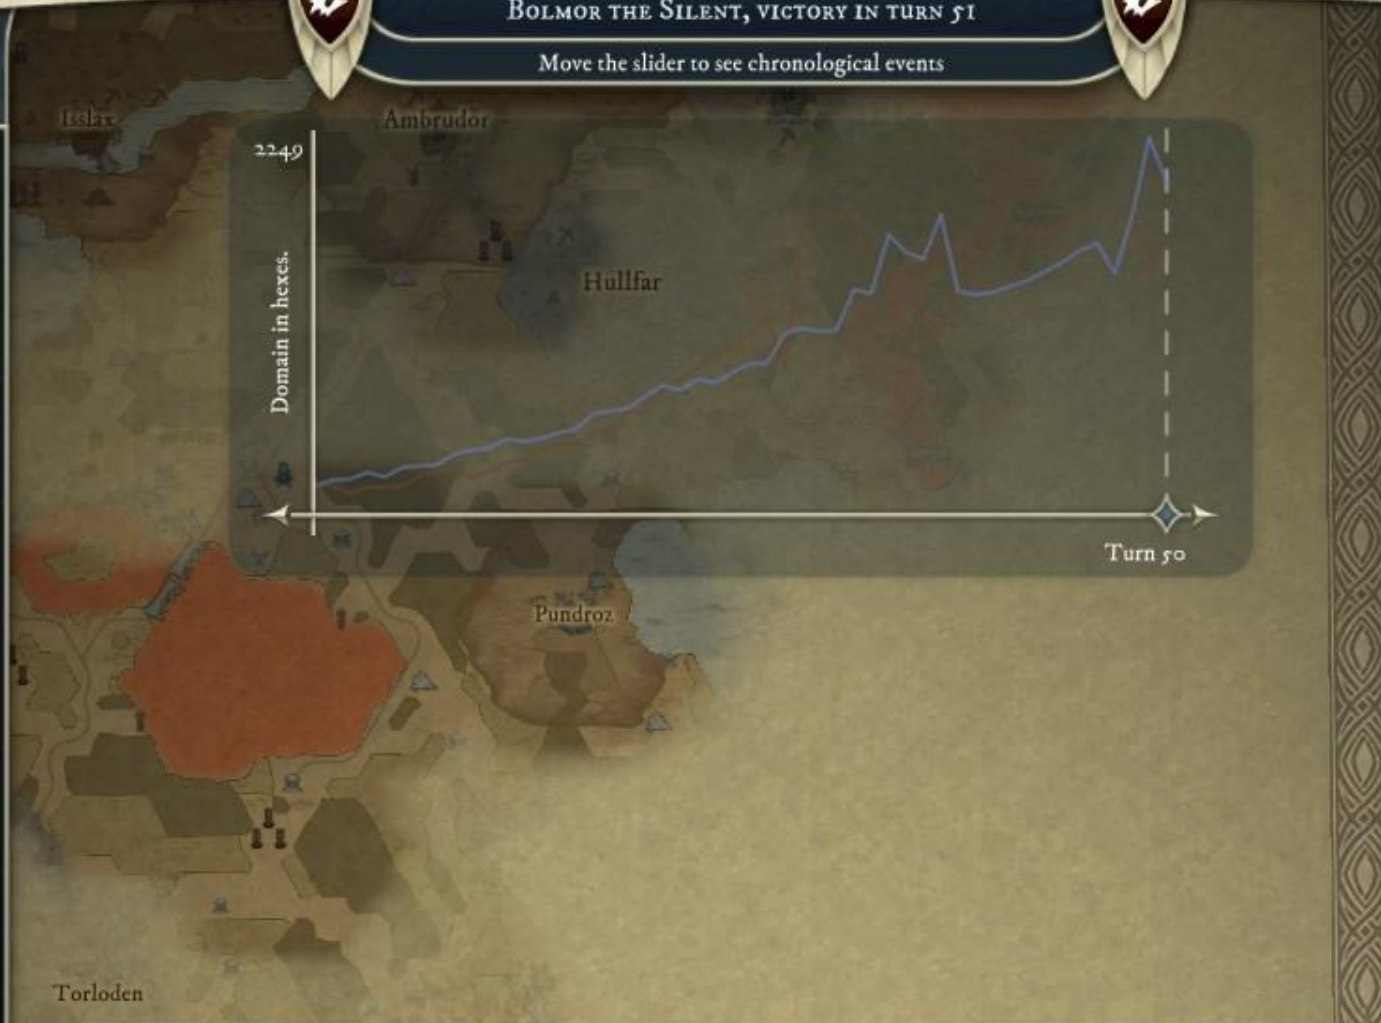 Bolmor the Silent, victory in turn 51
Move the slider to see chronological events
Isslax
Ambrudor
2249
Domain in hexes.
Hullfar
Turn 50
Pundroz
Torloden